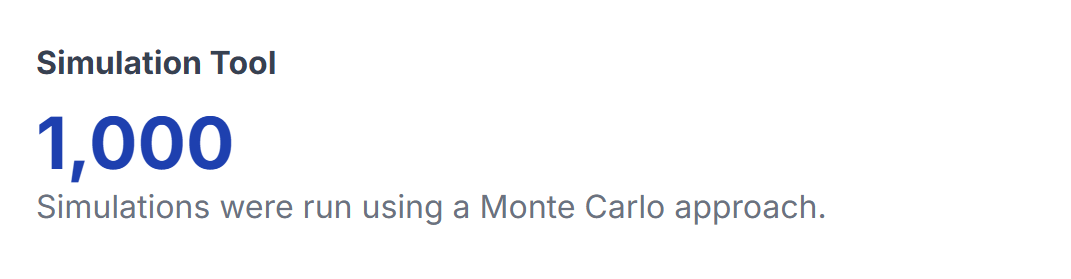 Simulation Tool
1,000
Simulations were run using a Monte Carlo approach.